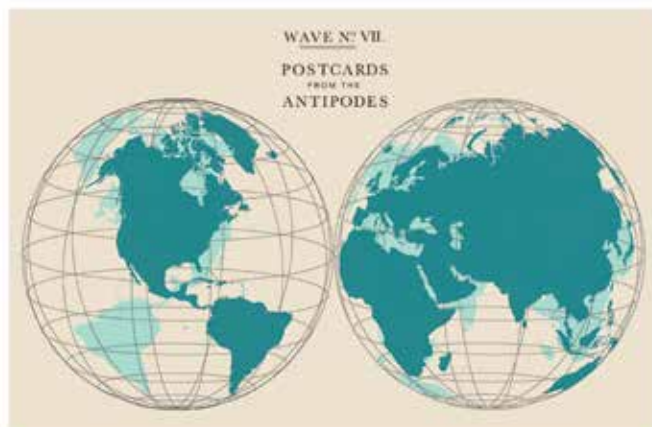 WAVE Nº VII.
POSTCARDS
FROM THE
ANTIPODES